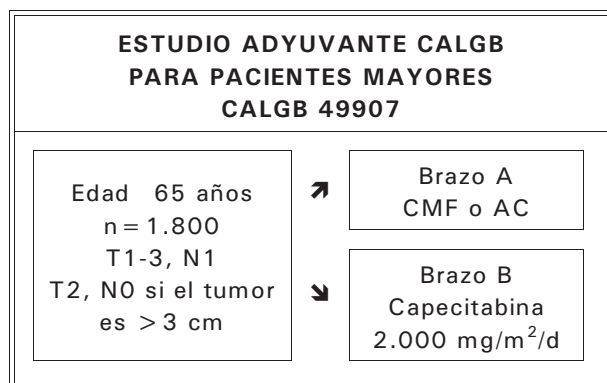 ESTUDIO ADYUVANTE CALGB
PARA PACIENTES MAYORES
CALGB 49907
Edad 65 años
n = 1.800
T1-3, N1
T2, N0 si el tumor
es > 3 cm
Brazo A
CMF o AC
Brazo B
Capecitabina
2.000 mg/m²/d